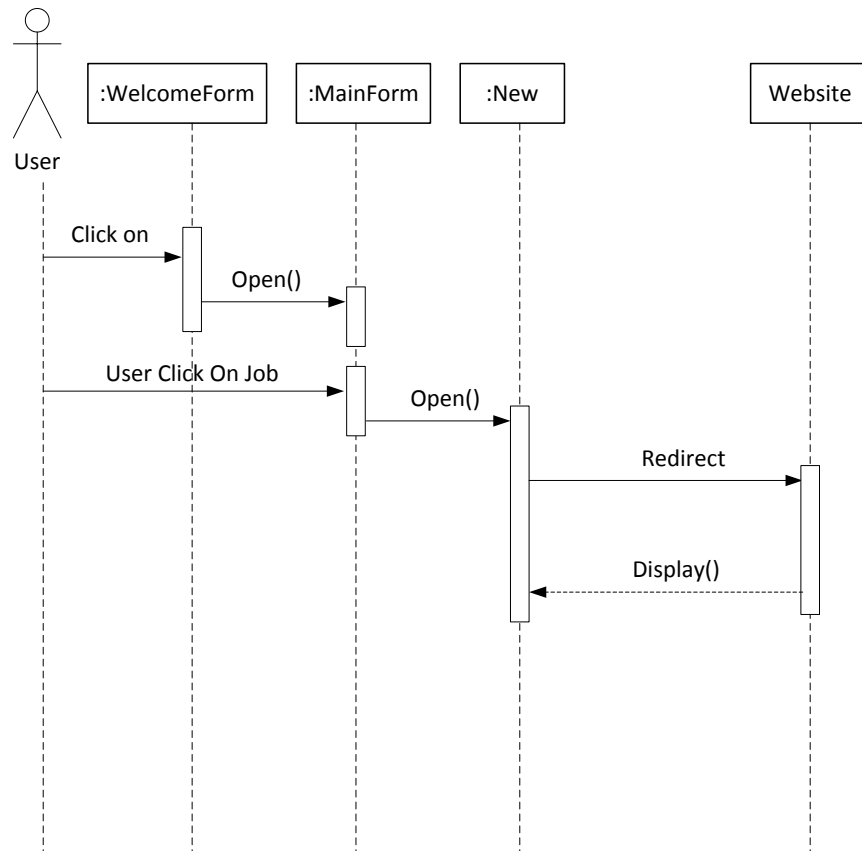 :WelcomeForm
:MainForm
:New
Website
User
Click on
Open()
User Click On Job
Open()
Redirect
Display()